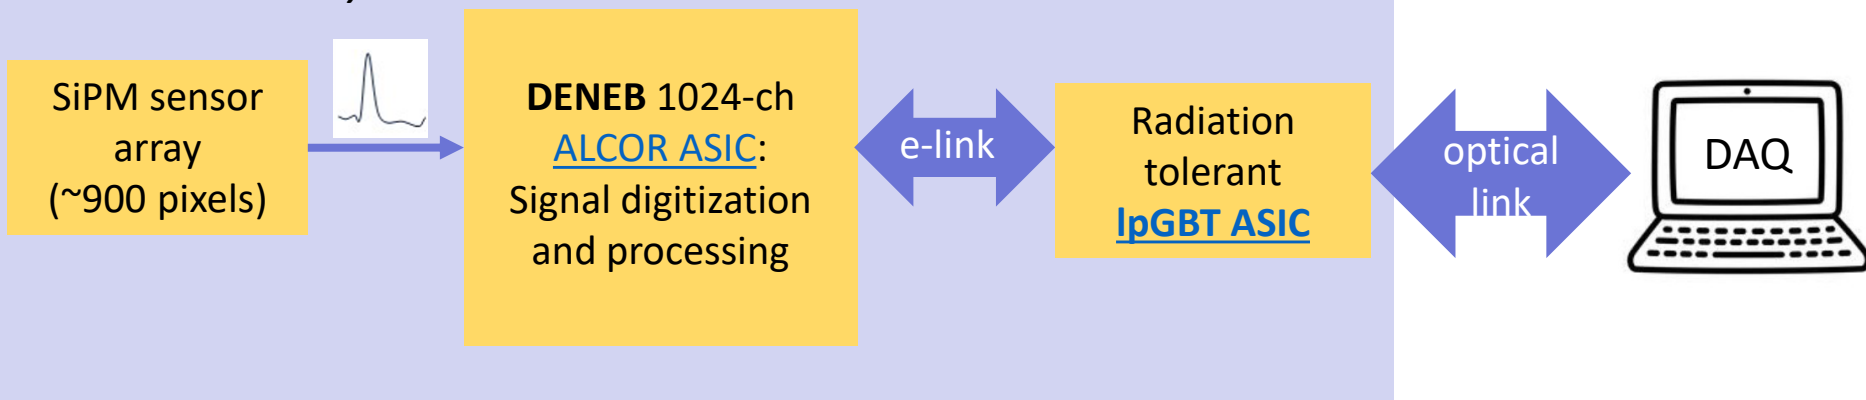 SiPM sensor
array
(~900 pixels)
DENEB 1024-ch
ALCOR ASIC:
Signal digitization
and processing
e-link
Radiation
tolerant
lpGBT ASIC
optical
link
DAQ